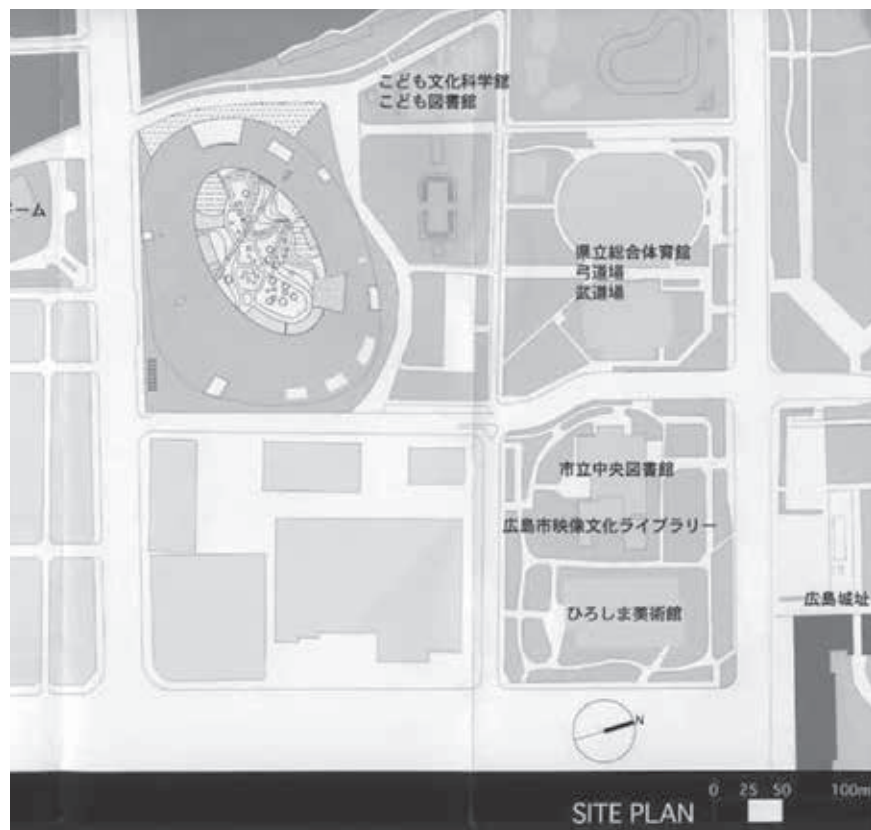 こども文化科学館
こども図書館
ーム
県立総合体育館
弓道場
武道場
市立中央図書館
広島市映像文化ライブラリー
ひろしま美術館
広島城址
N
0 25 50 100m
SITE PLAN